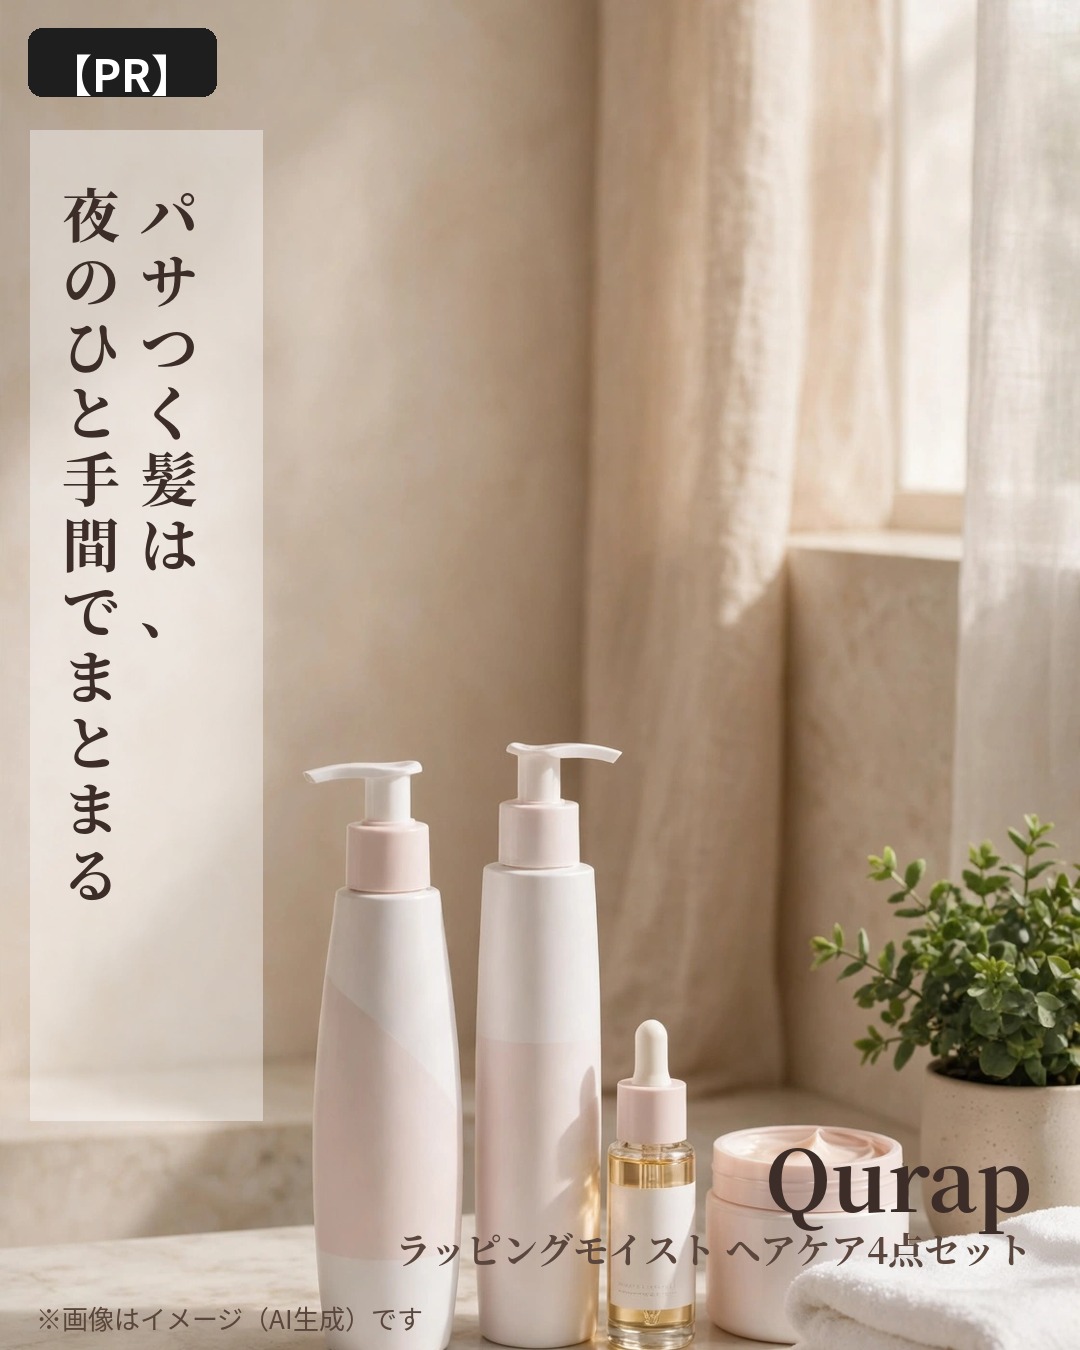 【PR】
パサつく髪は、
夜のひと手間でまとまる
Qurap
ラッピングモイスト ヘアケア4点セット
※画像はイメージ（AI生成）です